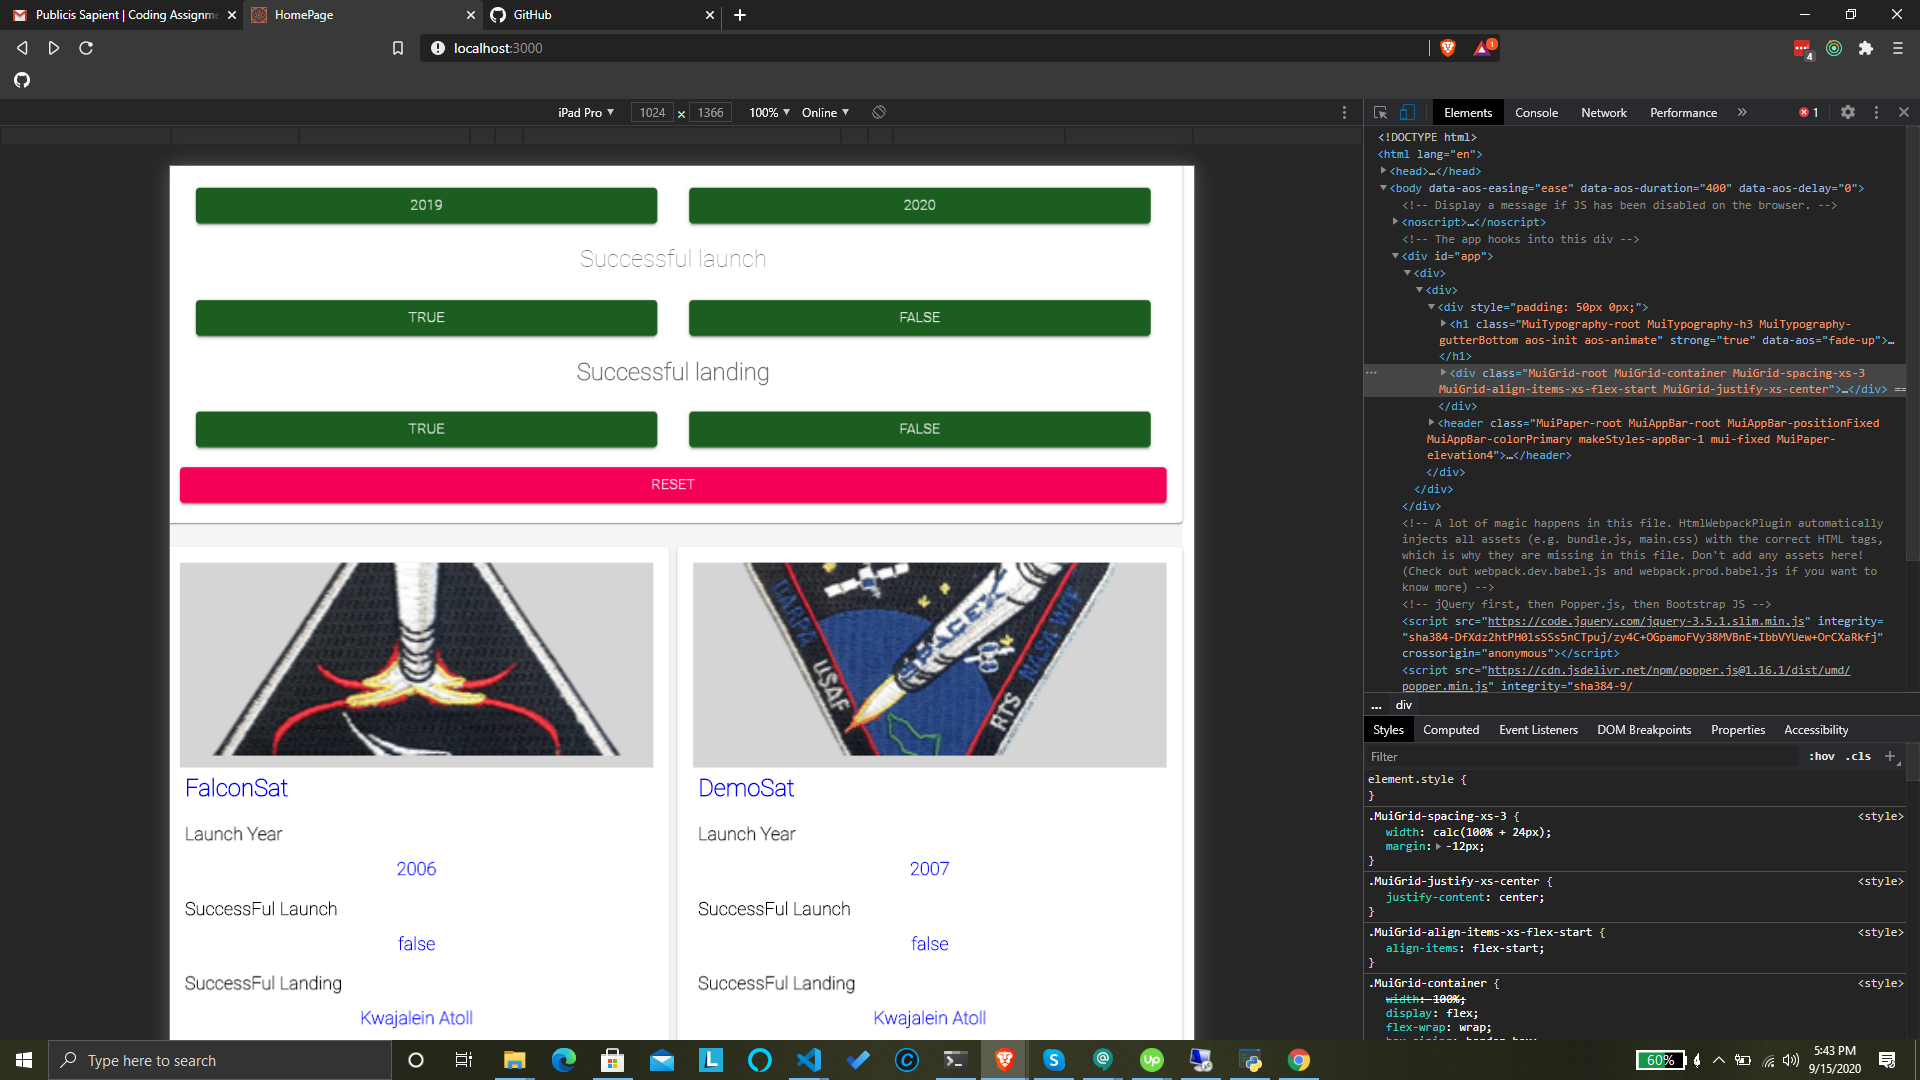 Publicis Sapient | Coding Assignme
HomePage
GitHub
localhost:3000
1
4
iPad Pro
1024 × 1366
100%
Online
Elements
Console
Network
Performance
1
2019
2020
Successful launch
TRUE
FALSE
Successful landing
TRUE
FALSE
RESET
DARPA
USAF
SPACEX
NASA WFF
RTS
FalconSat
Launch Year
2006
SuccessFul Launch
false
SuccessFul Landing
Kwajalein Atoll
DemoSat
Launch Year
2007
SuccessFul Launch
false
SuccessFul Landing
Kwajalein Atoll
<!DOCTYPE html>
<html lang="en">
<head>…</head>
<body data-aos-easing="ease" data-aos-duration="400" data-aos-delay="0">
<!-- Display a message if JS has been disabled on the browser. -->
<noscript>…</noscript>
<!-- The app hooks into this div -->
<div id="app">
<div>
<div>
<div style="padding: 50px 0px;">
<h1 class="MuiTypography-root MuiTypography-h3 MuiTypography-
gutterBottom aos-init aos-animate" strong="true" data-aos="fade-up">…
</h1>
<div class="MuiGrid-root MuiGrid-container MuiGrid-spacing-xs-3
MuiGrid-align-items-xs-flex-start MuiGrid-justify-xs-center">…</div> ==
</div>
<header class="MuiPaper-root MuiAppBar-root MuiAppBar-positionFixed
MuiAppBar-colorPrimary makeStyles-appBar-1 mui-fixed MuiPaper-
elevation4">…</header>
</div>
</div>
</div>
<!-- A lot of magic happens in this file. HtmlWebpackPlugin automatically
injects all assets (e.g. bundle.js, main.css) with the correct HTML tags,
which is why they are missing in this file. Don't add any assets here!
(Check out webpack.dev.babel.js and webpack.prod.babel.js if you want to
know more) -->
<!-- jQuery first, then Popper.js, then Bootstrap JS -->
<script src="https://code.jquery.com/jquery-3.5.1.slim.min.js" integrity=
"sha384-DfXdz2htPH0lsSSs5nCTpuj/zy4C+OGpamoFVy38MVBnE+IbbVYUew+OrCXaRkfj"
crossorigin="anonymous"></script>
<script src="https://cdn.jsdelivr.net/npm/popper.js@1.16.1/dist/umd/
popper.min.js" integrity="sha384-9/
... div
Styles
Computed
Event Listeners
DOM Breakpoints
Properties
Accessibility
Filter
:hov .cls
element.style {
}
.MuiGrid-spacing-xs-3 { <style>
width: calc(100% + 24px);
margin: -12px;
}
.MuiGrid-justify-xs-center { <style>
justify-content: center;
}
.MuiGrid-align-items-xs-flex-start { <style>
align-items: flex-start;
}
.MuiGrid-container { <style>
width: 100%;
display: flex;
flex-wrap: wrap;
box-sizing: border-box;
Type here to search
60%
5:43 PM
9/15/2020